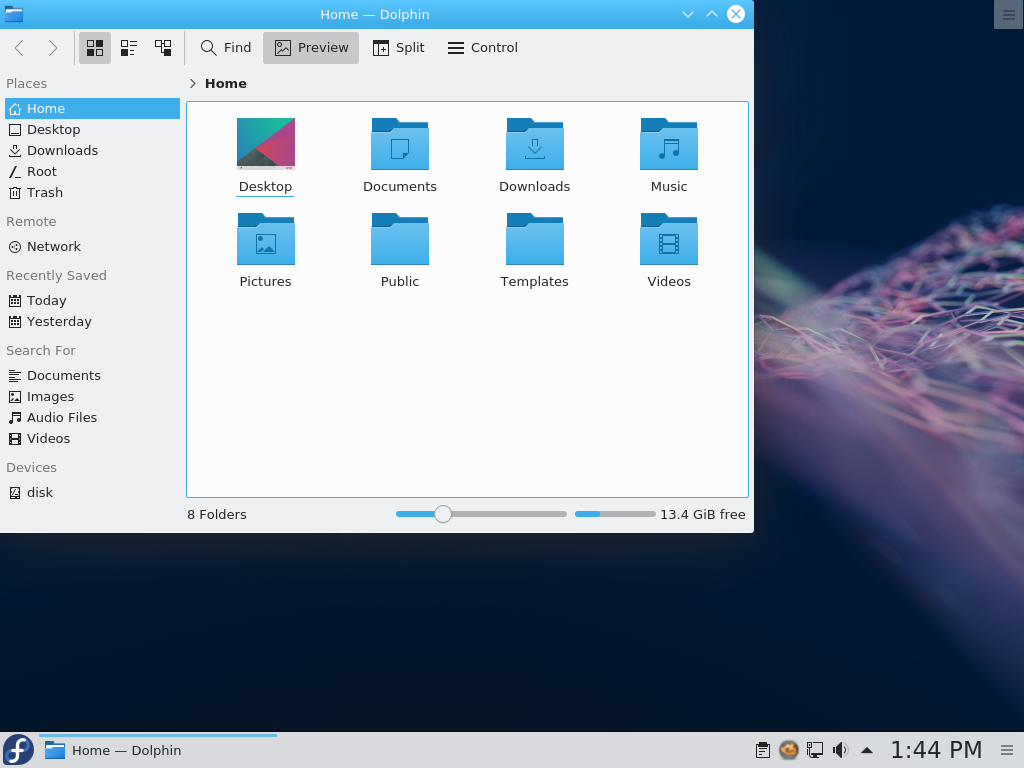 Home — Dolphin
Find
Preview
Split
Control
Places
Home
Desktop
Downloads
Root
Trash
Remote
Network
Recently Saved
Today
Yesterday
Search For
Documents
Images
Audio Files
Videos
Devices
disk
Home
Desktop
Documents
Downloads
Music
Pictures
Public
Templates
Videos
8 Folders
13.4 GiB free
Home — Dolphin
1:44 PM